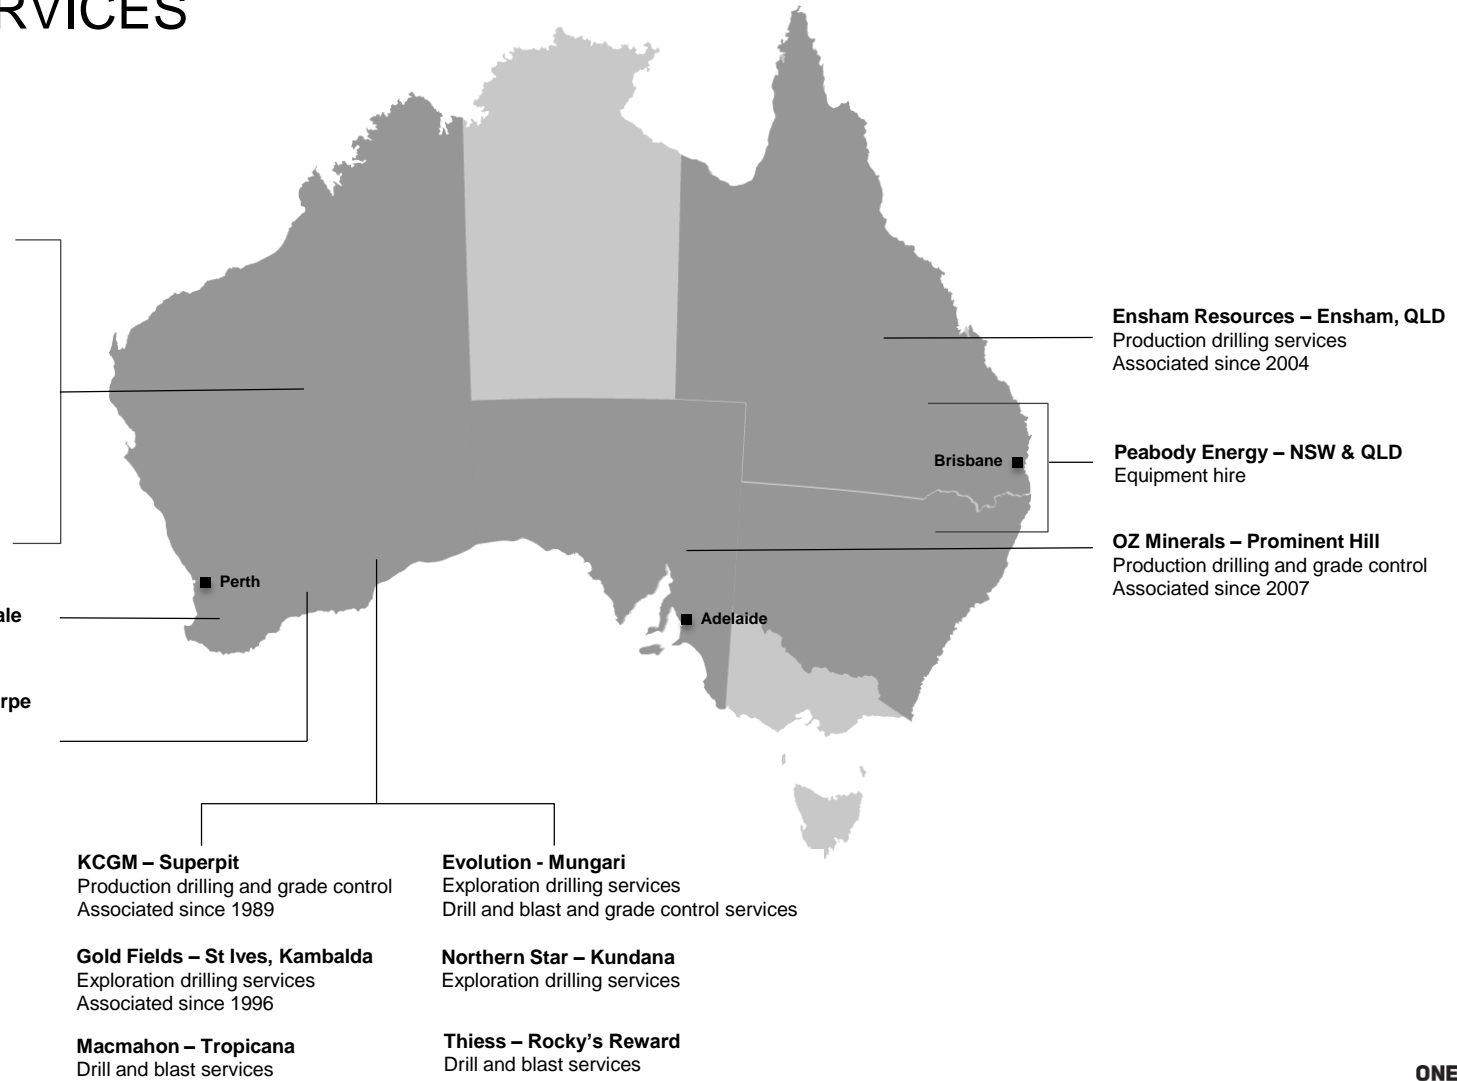 RVICES
Ensham Resources – Ensham, QLD
Production drilling services
Associated since 2004
Brisbane
Peabody Energy – NSW & QLD
Equipment hire
OZ Minerals – Prominent Hill
Production drilling and grade control
Associated since 2007
Perth
Adelaide
ale
rpe
KCGM – Superpit
Production drilling and grade control
Associated since 1989
Evolution - Mungari
Exploration drilling services
Drill and blast and grade control services
Gold Fields – St Ives, Kambalda
Exploration drilling services
Associated since 1996
Northern Star – Kundana
Exploration drilling services
Macmahon – Tropicana
Drill and blast services
Thiess – Rocky’s Reward
Drill and blast services
ONE